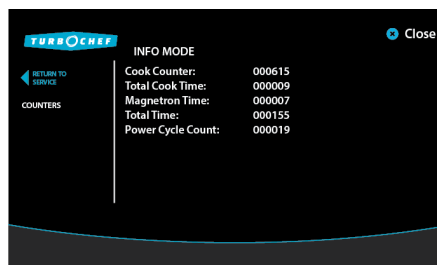 TURBOCHEF
Close
INFO MODE
RETURN TO
SERVICE
COUNTERS
Cook Counter: 000615
Total Cook Time: 000009
Magnetron Time: 000007
Total Time: 000155
Power Cycle Count: 000019